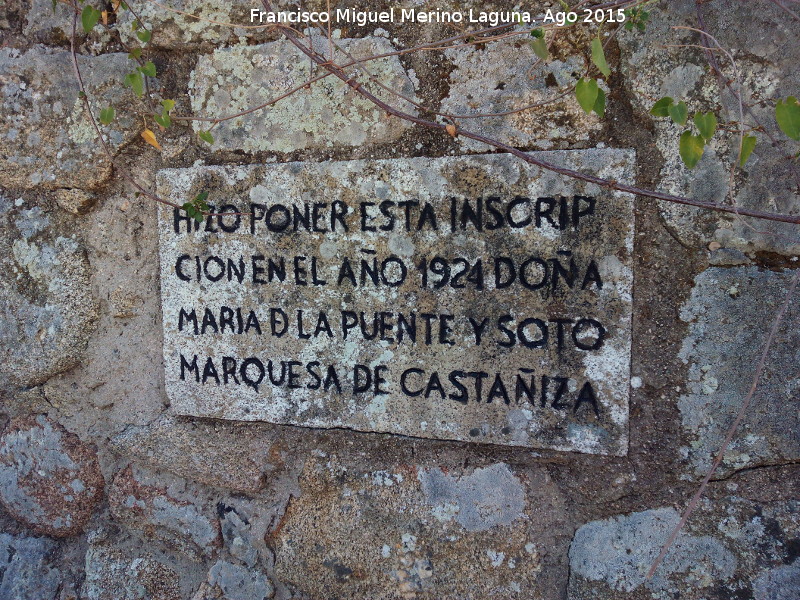 Francisco Miguel Merino Laguna. Ago 2015
HIZO PONER ESTA INSCRIP
CION EN EL AÑO 1924 DOÑA
MARIA D LA PUENTE Y SOTO
MARQUESA DE CASTAÑIZA